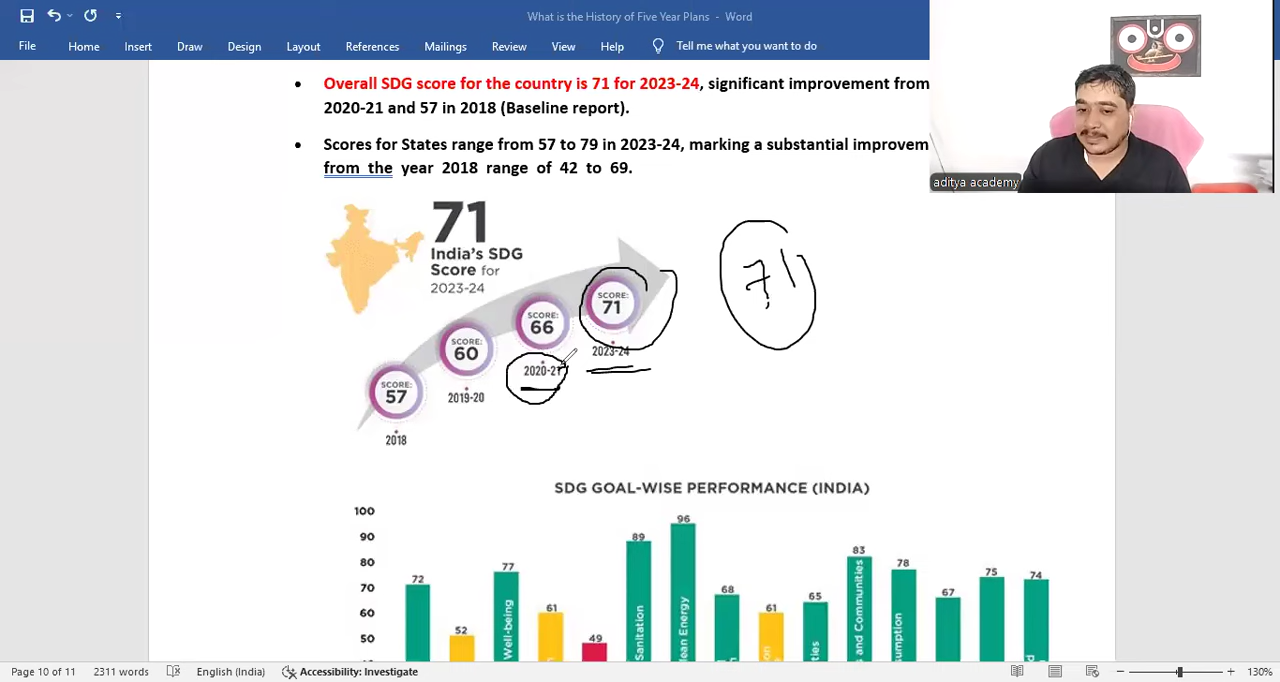 What is the History of Five Year Plans - Word
File Home Insert Draw Design Layout References Mailings Review View Help Tell me what you want to do
• Overall SDG score for the country is 71 for 2023-24, significant improvement from
2020-21 and 57 in 2018 (Baseline report).
• Scores for States range from 57 to 79 in 2023-24, marking a substantial improvem
from the year 2018 range of 42 to 69.
aditya academy
71
India's SDG
Score for
2023-24
SCORE:
71
2023-24
SCORE:
66
2020-21
SCORE:
60
2019-20
SCORE:
57
2018
71
SDG GOAL-WISE PERFORMANCE (INDIA)
100
90
80
70
60
50
72
52
77
61
49
89
96
68
61
65
83
78
67
75
74
Well-being
Sanitation
ean Energy
ties
s and Communities
sumption
Page 10 of 11 2311 words English (India) Accessibility: Investigate 130%